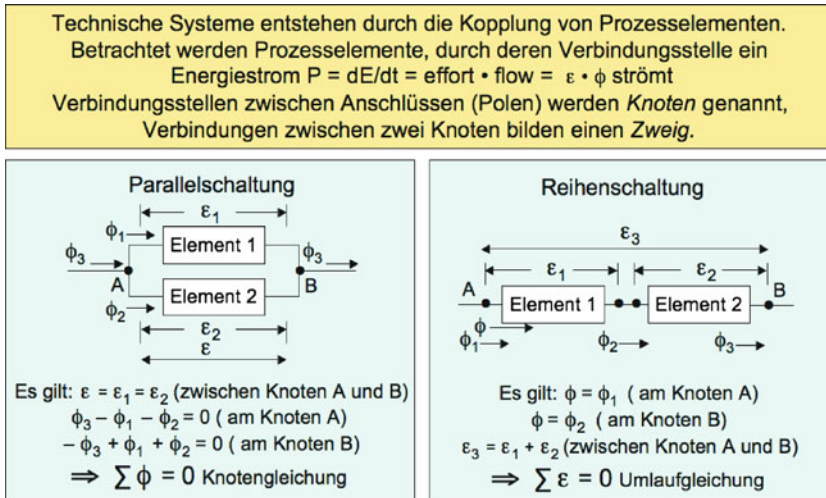 Technische Systeme entstehen durch die Kopplung von Prozesselementen.
Betrachtet werden Prozesselemente, durch deren Verbindungsstelle ein
Energiestrom P = dE/dt = effort • flow = ε • ϕ strömt
Verbindungsstellen zwischen Anschlüssen (Polen) werden Knoten genannt,
Verbindungen zwischen zwei Knoten bilden einen Zweig.
Parallelschaltung
ε₁
ϕ₁
ϕ₃
Element 1
ϕ₃
A
B
Element 2
ϕ₂
ε₂
ε
Es gilt: ε = ε₁ = ε₂ (zwischen Knoten A und B)
ϕ₃ – ϕ₁ – ϕ₂ = 0 ( am Knoten A)
– ϕ₃ + ϕ₁ + ϕ₂ = 0 ( am Knoten B)
⇒ ∑ ϕ = 0 Knotengleichung
Reihenschaltung
ε₃
ε₁
ε₂
A
B
Element 1
Element 2
ϕ
ϕ₁
ϕ₂
ϕ₃
Es gilt: ϕ = ϕ₁ ( am Knoten A)
ϕ = ϕ₂ ( am Knoten B)
ε₃ = ε₁ + ε₂ (zwischen Knoten A und B)
⇒ ∑ ε = 0 Umlaufgleichung